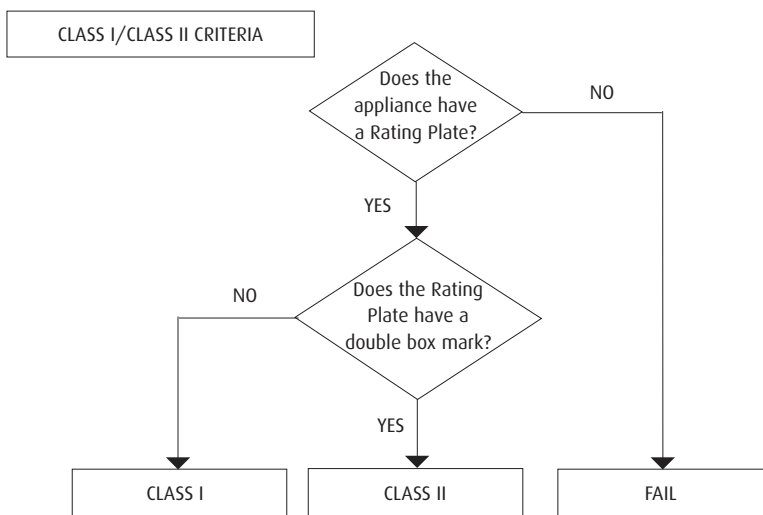 CLASS I/CLASS II CRITERIA
Does the
appliance have
a Rating Plate?
NO
YES
Does the Rating
Plate have a
double box mark?
NO
YES
CLASS I
CLASS II
FAIL